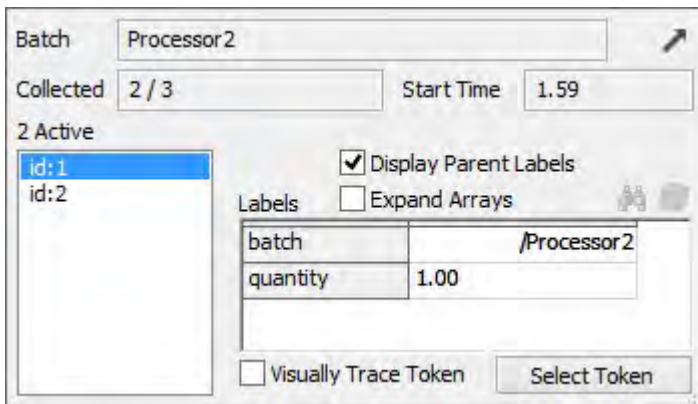 Batch Processor2
Collected 2 / 3 Start Time 1.59
2 Active
id:1
id:2
Display Parent Labels
Labels Expand Arrays
batch /Processor2
quantity 1.00
Visually Trace Token Select Token